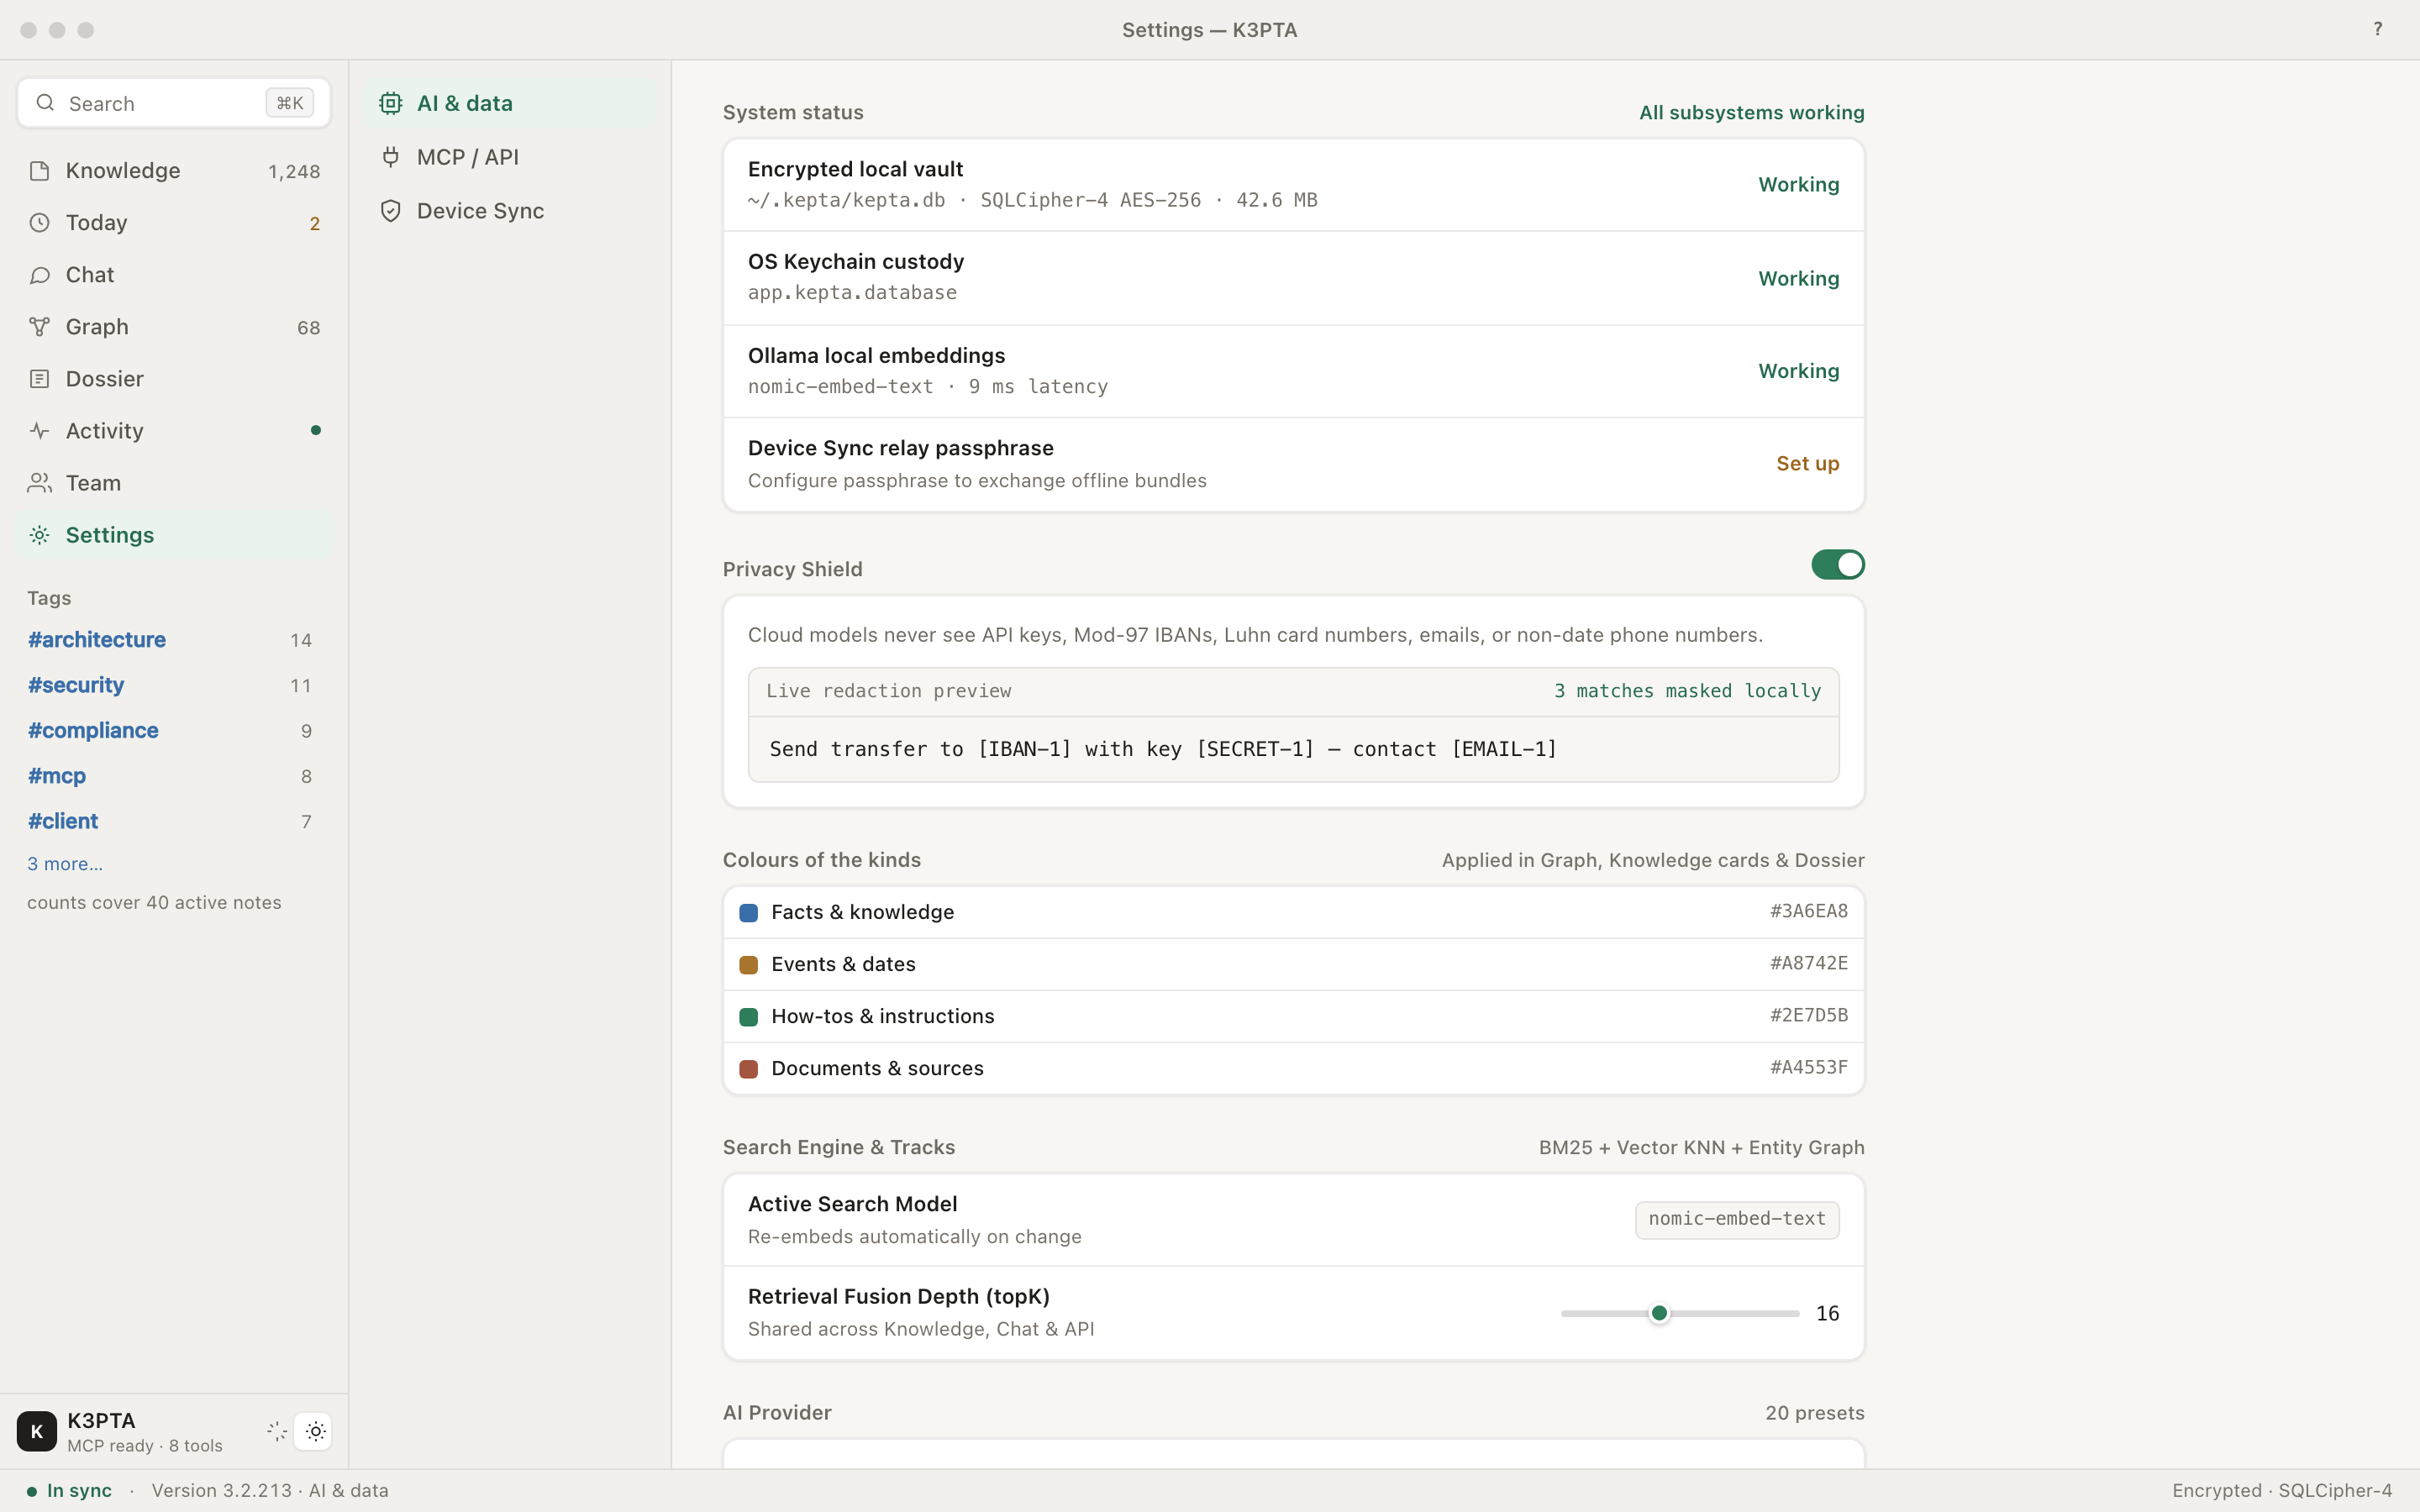 Settings — K3PTA
?
Search
⌘K
Knowledge 1,248
Today 2
Chat
Graph 68
Dossier
Activity
Team
Settings
Tags
#architecture 14
#security 11
#compliance 9
#mcp 8
#client 7
3 more...
counts cover 40 active notes
K
K3PTA
MCP ready · 8 tools
AI & data
MCP / API
Device Sync
System status
All subsystems working
Encrypted local vault
~/.kepta/kepta.db · SQLCipher-4 AES-256 · 42.6 MB
Working
OS Keychain custody
app.kepta.database
Working
Ollama local embeddings
nomic-embed-text · 9 ms latency
Working
Device Sync relay passphrase
Configure passphrase to exchange offline bundles
Set up
Privacy Shield
Cloud models never see API keys, Mod-97 IBANs, Luhn card numbers, emails, or non-date phone numbers.
Live redaction preview
3 matches masked locally
Send transfer to [IBAN-1] with key [SECRET-1] — contact [EMAIL-1]
Colours of the kinds
Applied in Graph, Knowledge cards & Dossier
Facts & knowledge #3A6EA8
Events & dates #A8742E
How-tos & instructions #2E7D5B
Documents & sources #A4553F
Search Engine & Tracks
BM25 + Vector KNN + Entity Graph
Active Search Model
Re-embeds automatically on change
nomic-embed-text
Retrieval Fusion Depth (topK)
Shared across Knowledge, Chat & API
16
AI Provider
20 presets
In sync · Version 3.2.213 · AI & data
Encrypted · SQLCipher-4